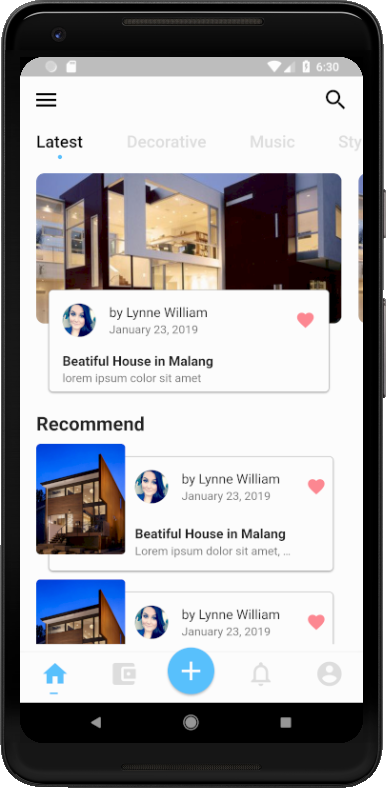 6:30
Latest Decorative Music Sty
by Lynne William
January 23, 2019
Beatiful House in Malang
lorem ipsum color sit amet
Recommend
by Lynne William
January 23, 2019
Beatiful House in Malang
Lorem ipsum dolor sit amet, ...
by Lynne William
January 23, 2019